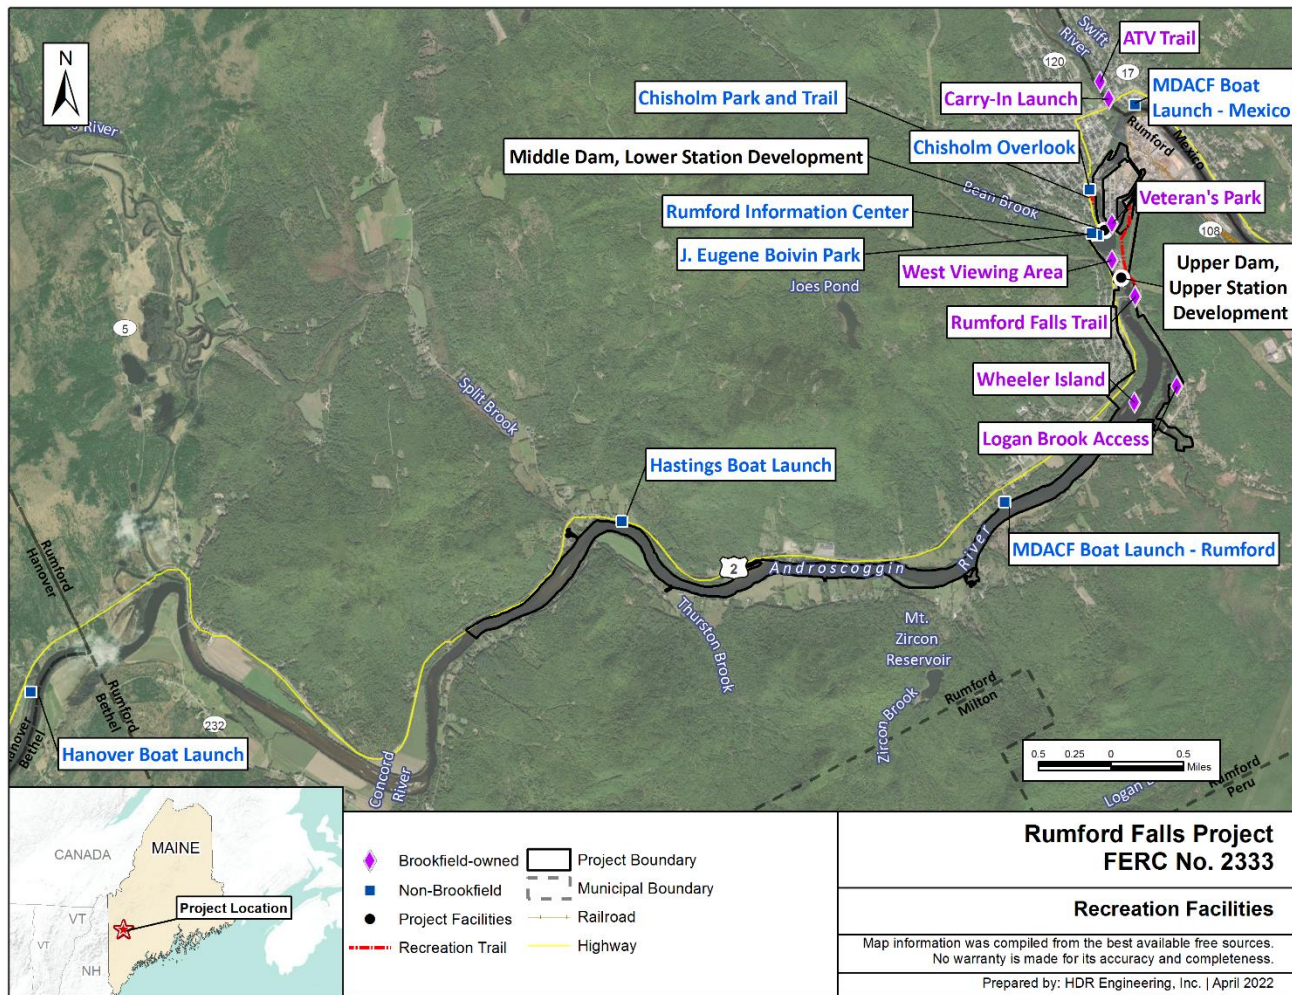 N
Swift
River
120
17
ATV Trail
Carry-In Launch
MDACF Boat
Launch - Mexico
Chisholm Park and Trail
Rumford
Mexico
Chisholm Overlook
Middle Dam, Lower Station Development
Bean Brook
Veteran's Park
Rumford Information Center
108
J. Eugene Boivin Park
West Viewing Area
Upper Dam,
Upper Station
Development
Joes Pond
Rumford Falls Trail
River
5
Split Brook
Wheeler Island
Logan Brook Access
Hastings Boat Launch
MDACF Boat Launch - Rumford
2
Androscoggin
River
Rumford
Hanover
Thurston Brook
Mt.
Zircon
Reservoir
Zircon Brook
Rumford
Milton
Rumford
Bethel
232
Hanover
Bethel
Hanover Boat Launch
Concord
River
0.5 0.25 0 0.5
Miles
Logan
Rumford
Peru
CANADA
MAINE
VT
VT
NH
Project Location
Brookfield-owned
Non-Brookfield
Project Facilities
Recreation Trail
Project Boundary
Municipal Boundary
Railroad
Highway
Rumford Falls Project
FERC No. 2333
Recreation Facilities
Map information was compiled from the best available free sources.
No warranty is made for its accuracy and completeness.
Prepared by: HDR Engineering, Inc. | April 2022